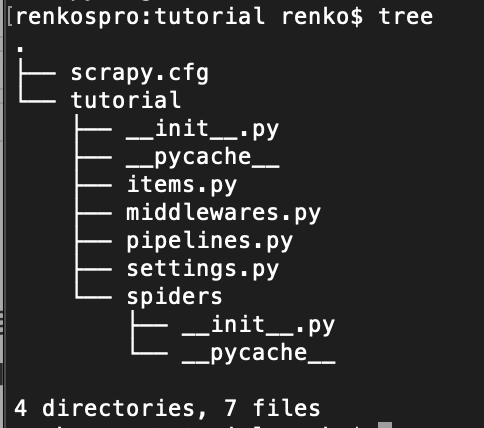 [renkospro:tutorial renko$ tree
.
├── scrapy.cfg
└── tutorial
    ├── __init__.py
    ├── __pycache__
    ├── items.py
    ├── middlewares.py
    ├── pipelines.py
    ├── settings.py
    └── spiders
        ├── __init__.py
        └── __pycache__

4 directories, 7 files